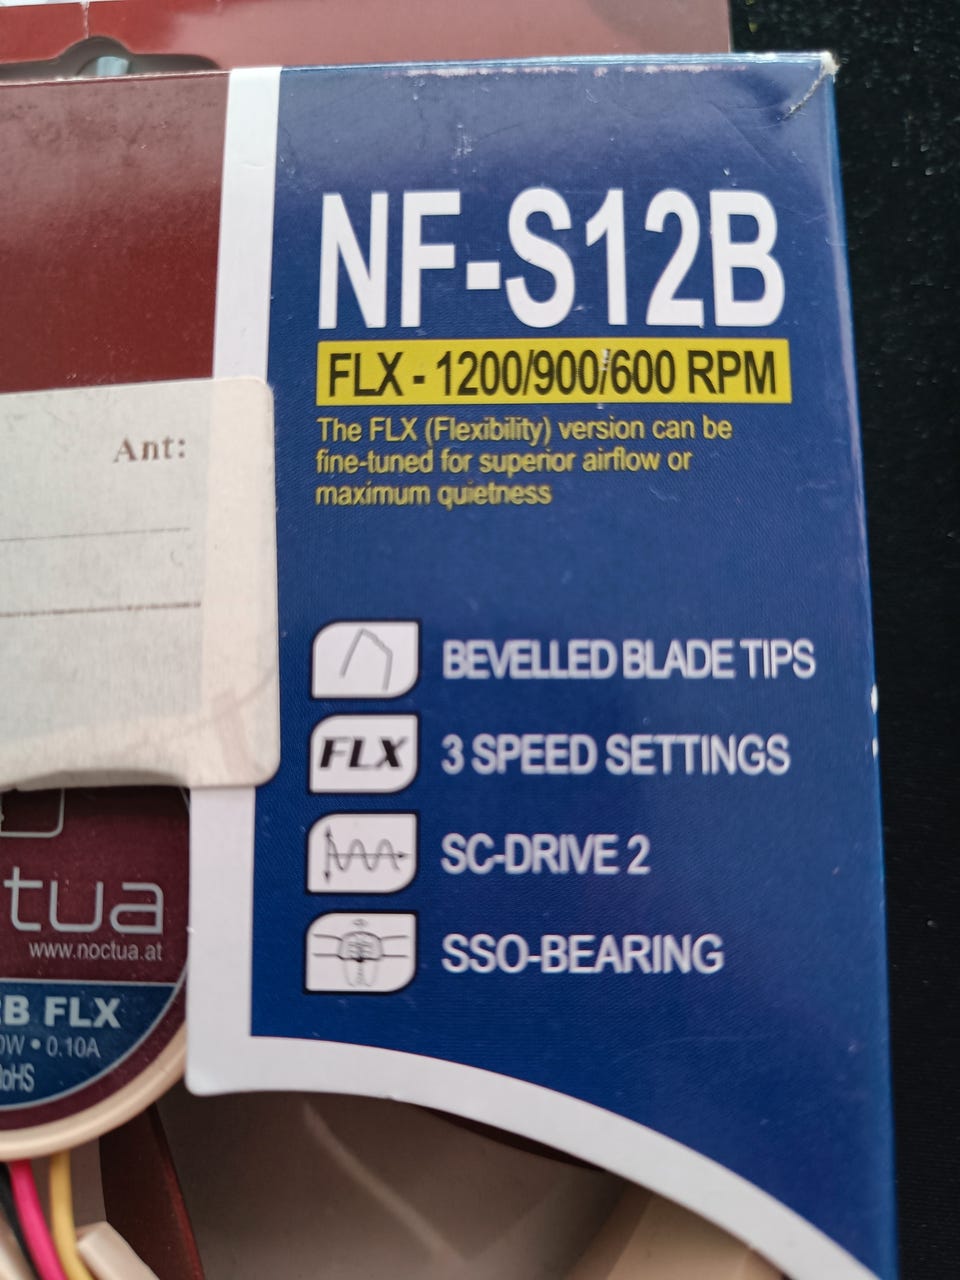 NF-S12B
FLX - 1200/900/600 RPM
The FLX (Flexibility) version can be
fine-tuned for superior airflow or
maximum quietness
Ant:
BEVELLED BLADE TIPS
FLX
3 SPEED SETTINGS
SC-DRIVE 2
SSO-BEARING
tua
www.noctua.at
B FLX
0W • 0.10A
oHS